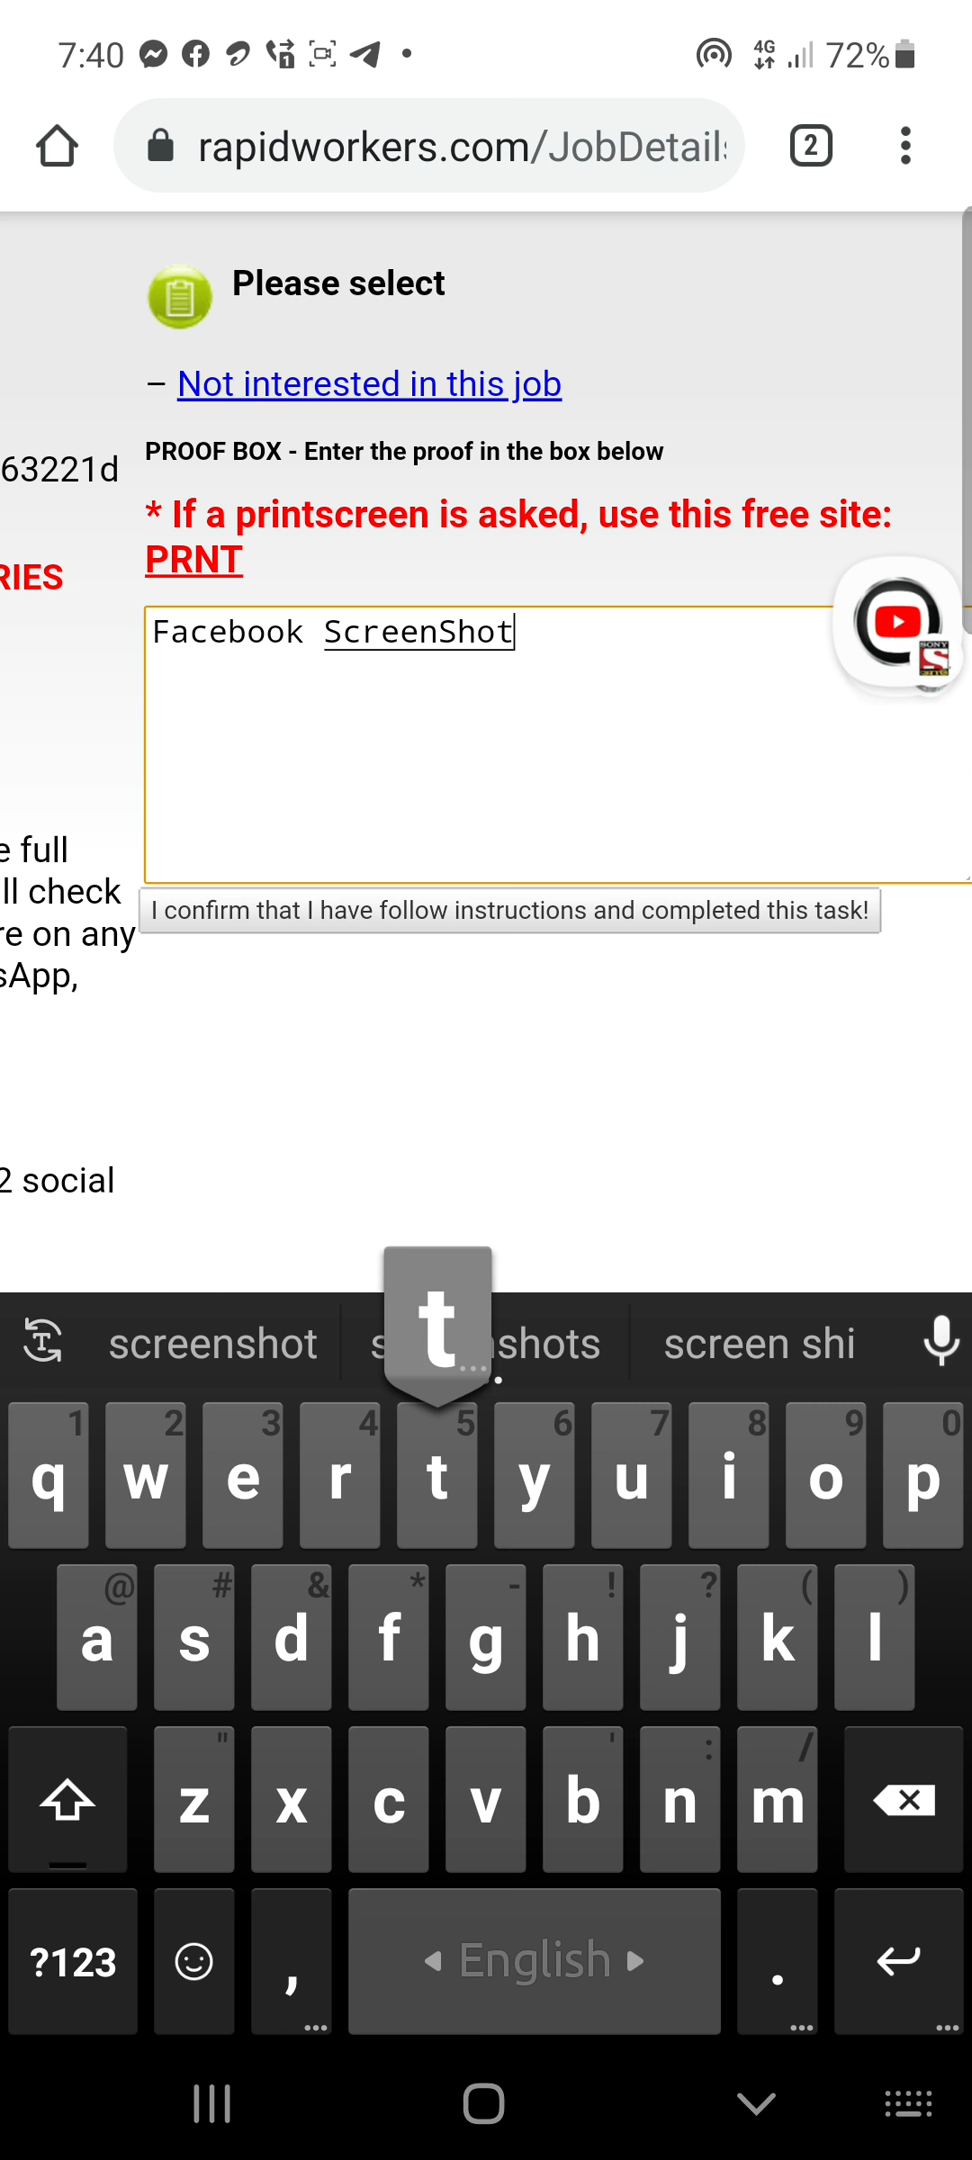 7:40 4G 72%
rapidworkers.com/JobDetail
2
Please select
– Not interested in this job
PROOF BOX - Enter the proof in the box below
63221d
* If a printscreen is asked, use this free site:
PRNT
RIES
Facebook ScreenShot
SONY
e full
ll check
I confirm that I have follow instructions and completed this task!
re on any
sApp,
2 social
t
screenshot s nshots screen shi
1 2 3 4 5 6 7 8 9 0
q w e r t y u i o p
@ # & * - ! ? ( )
a s d f g h j k l
" ' : /
z x c v b n m
?123 , English .